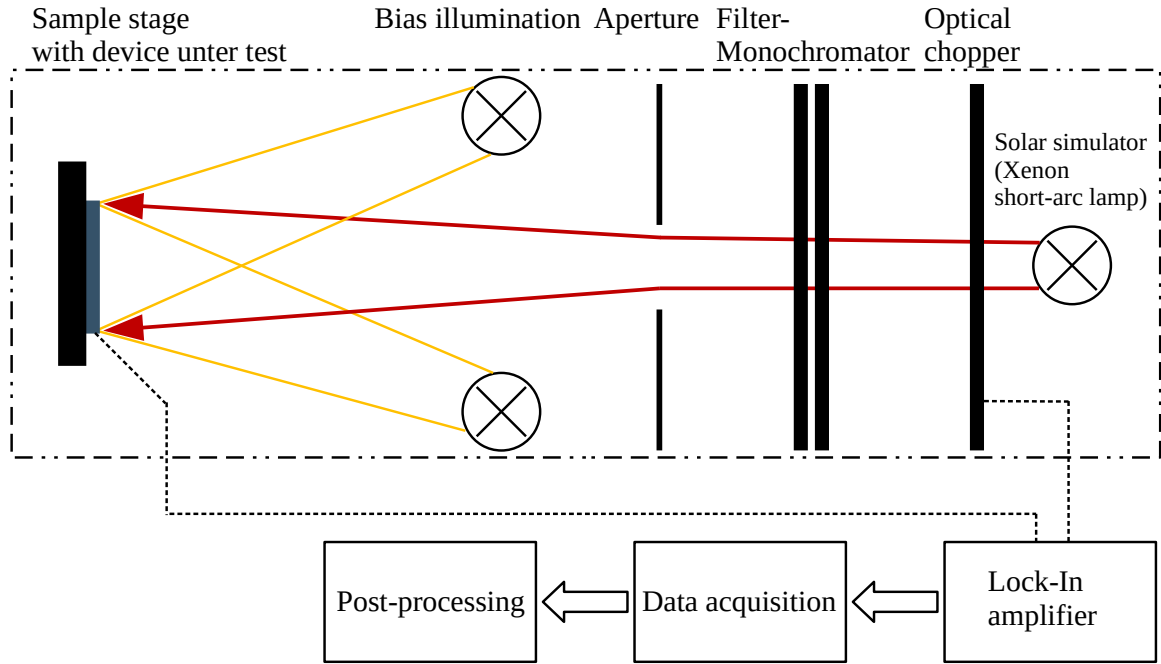 Sample stage
with device unter test
Bias illumination
Aperture
Filter-
Monochromator
Optical
chopper
Solar simulator
(Xenon
short-arc lamp)
Post-processing
Data acquisition
Lock-In
amplifier